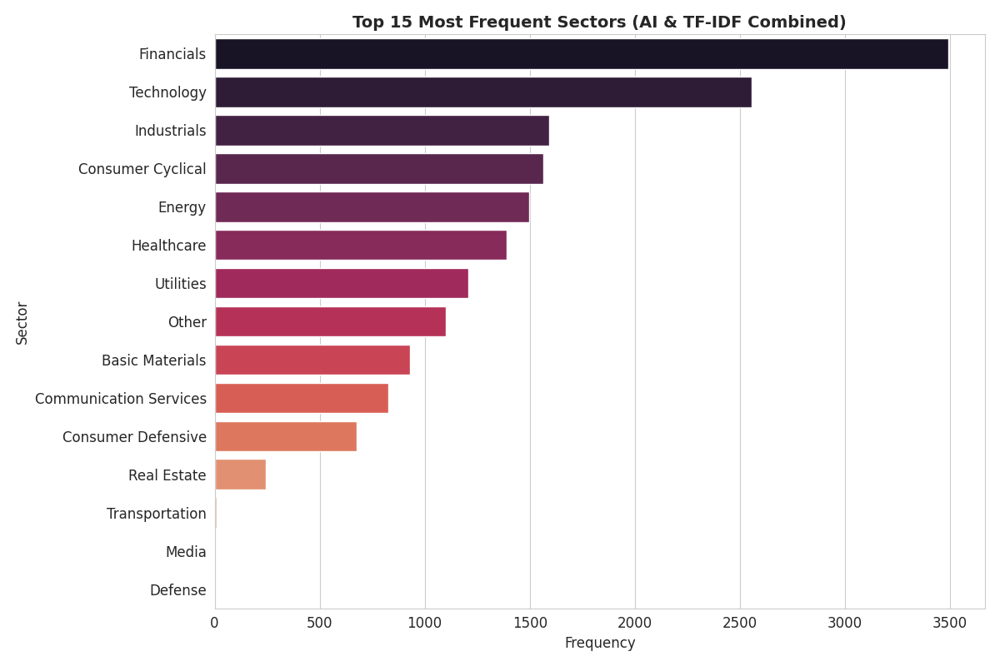 Top 15 Most Frequent Sectors (AI & TF-IDF Combined)
Financials
Technology
Industrials
Consumer Cyclical
Energy
Healthcare
Utilities
Other
Basic Materials
Communication Services
Consumer Defensive
Real Estate
Transportation
Media
Defense
Sector
0 500 1000 1500 2000 2500 3000 3500
Frequency